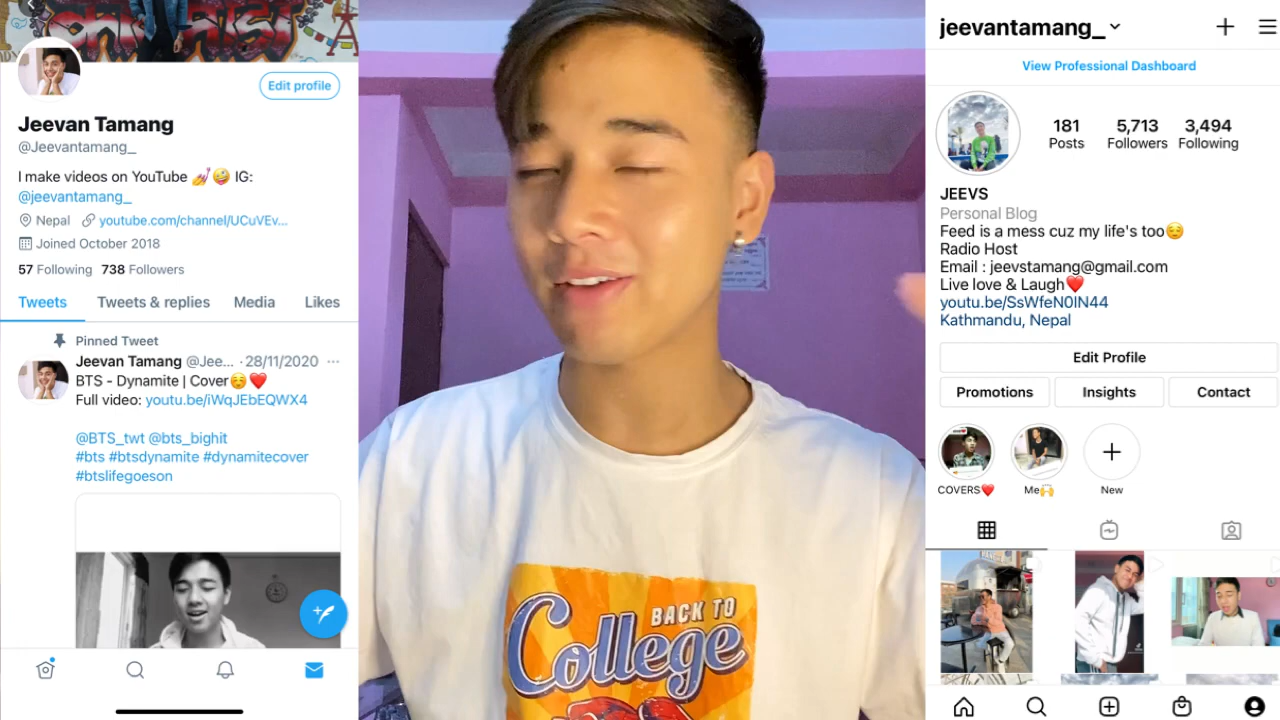 Edit profile
Jeevan Tamang
@Jeevantamang_
I make videos on YouTube 💅🤪 IG:
@jeevantamang_
Nepal youtube.com/channel/UCuVEv...
Joined October 2018
57 Following 738 Followers
Tweets Tweets & replies Media Likes
Pinned Tweet
Jeevan Tamang @Jee... · 28/11/2020 ···
BTS - Dynamite | Cover😌❤️
Full video: youtu.be/iWqJEbEQWX4
@BTS_twt @bts_bighit
#bts #btsdynamite #dynamitecover
#btslifegoeson
BACK TO
College
jeevantamang_
View Professional Dashboard
181 5,713 3,494
Posts Followers Following
JEEVS
Personal Blog
Feed is a mess cuz my life's too😌
Radio Host
Email : jeevstamang@gmail.com
Live love & Laugh❤️
youtu.be/SsWfeN0IN44
Kathmandu, Nepal
Edit Profile
Promotions Insights Contact
COVERS❤️ Me🙌 New